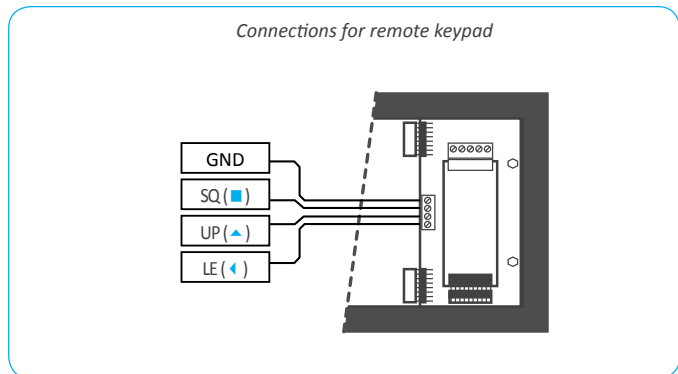 Connections for remote keypad
GND
SQ (■)
UP (▲)
LE (◀)